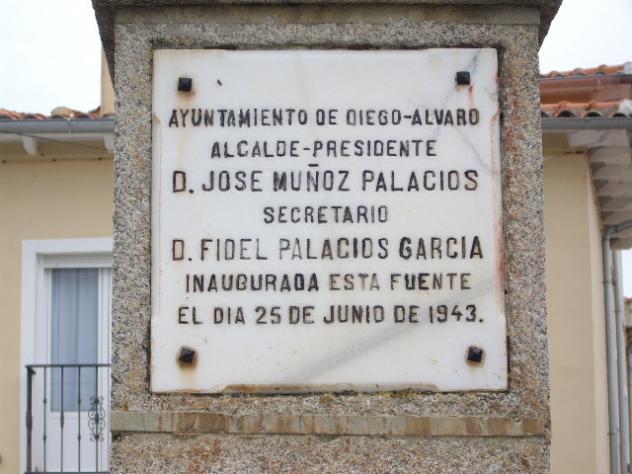 AYUNTAMIENTO DE DIEGO-ALVARO
ALCALDE-PRESIDENTE
D. JOSE MUÑOZ PALACIOS
SECRETARIO
D. FIDEL PALACIOS GARCIA
INAUGURADA ESTA FUENTE
EL DIA 25 DE JUNIO DE 1943.